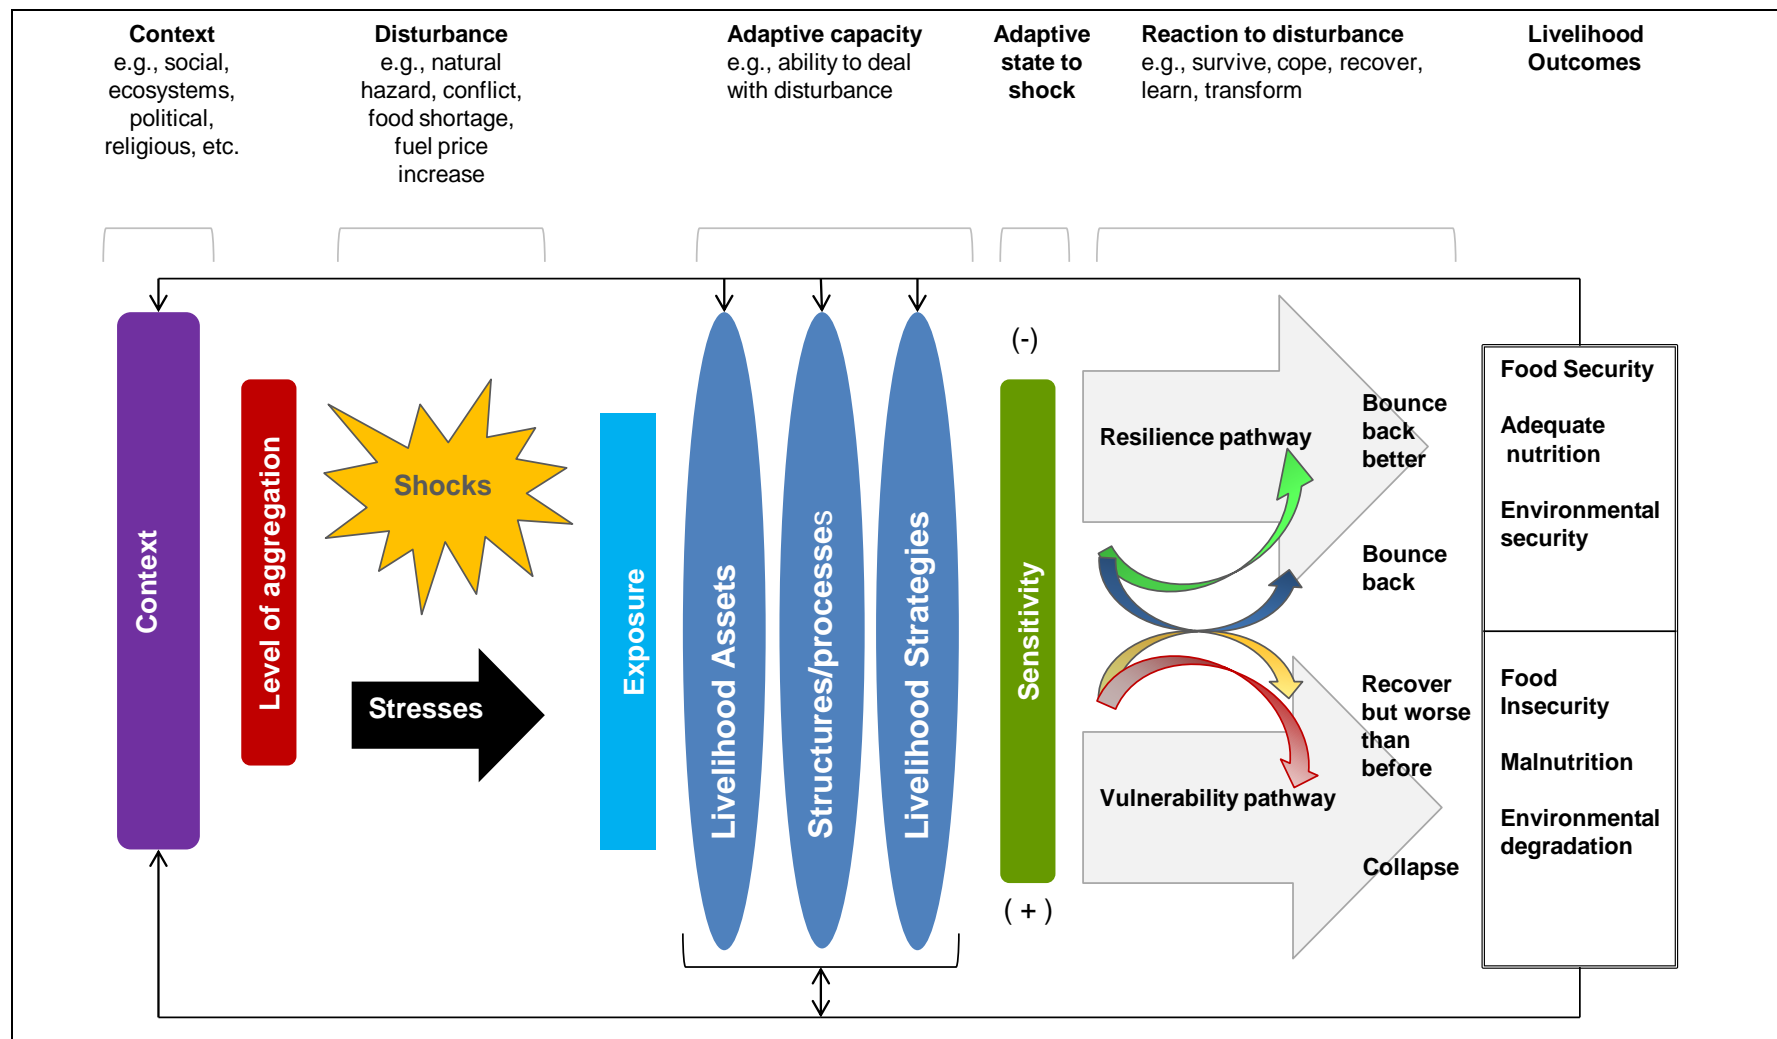 Context
e.g., social,
ecosystems,
political,
religious, etc.
Disturbance
e.g., natural
hazard, conflict,
food shortage,
fuel price
increase
Adaptive capacity
e.g., ability to deal
with disturbance
Adaptive
state to
shock
Reaction to disturbance
e.g., survive, cope, recover,
learn, transform
Livelihood
Outcomes
Context
Level of aggregation
Shocks
Stresses
Exposure
Livelihood Assets
Structures/processes
Livelihood Strategies
(-)
Sensitivity
( + )
Resilience pathway
Bounce
back
better
Bounce
back
Recover
but worse
than
before
Vulnerability pathway
Collapse
Food Security
Adequate
nutrition
Environmental
security
Food
Insecurity
Malnutrition
Environmental
degradation